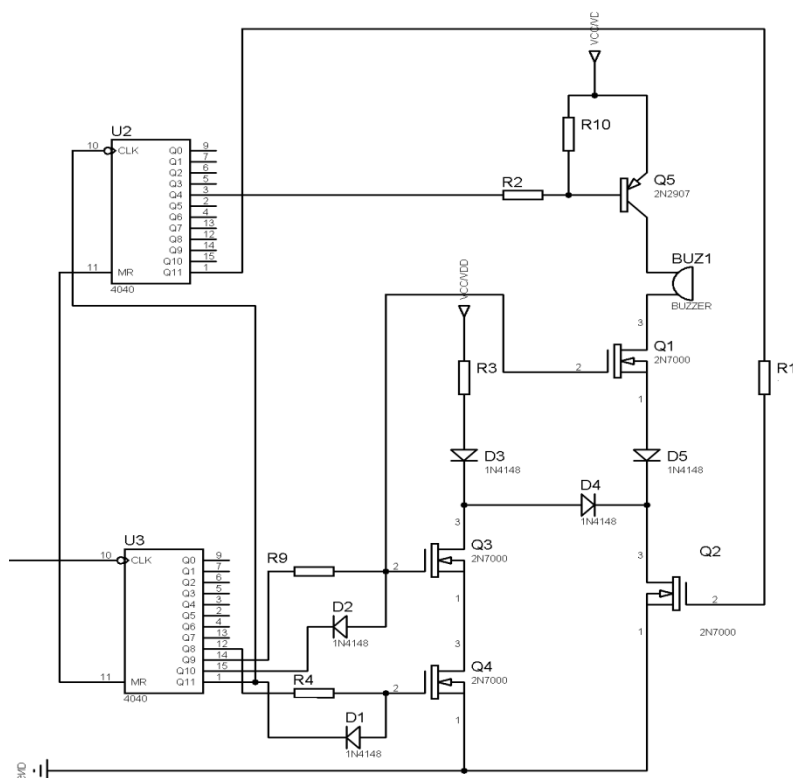 VCC/VDD
U2
10
CLK
Q0 9
Q1 7
Q2 6
Q3 5
Q4 3
Q5 2
Q6 4
Q7 13
Q8 12
Q9 14
Q10 15
11
MR
Q11 1
4040
R10
R2
Q5
2N2907
BUZ1
BUZZER
VCC/VDD
3
Q1
2N7000
2
1
R3
R1
D3
1N4148
D5
1N4148
D4
1N4148
U3
10
CLK
Q0 9
Q1 7
Q2 6
Q3 5
Q4 3
Q5 2
Q6 4
Q7 13
Q8 12
Q9 14
Q10 15
11
MR
Q11 1
4040
R9
D2
1N4148
3
Q3
2N7000
2
1
3
Q2
2
1
2N7000
R4
D1
1N4148
3
Q4
2N7000
2
1